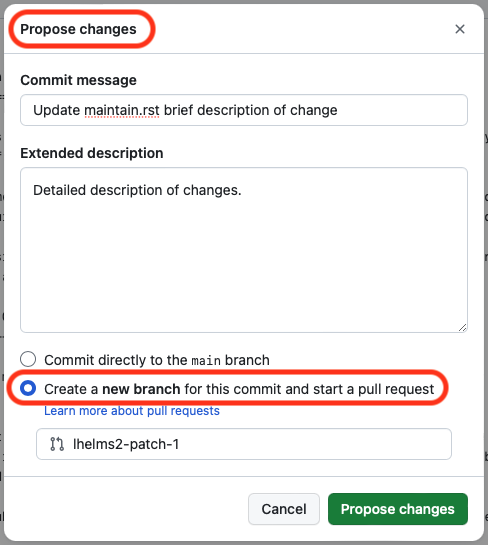 Propose changes
Commit message
Update maintain.rst brief description of change
Extended description
Detailed description of changes.
Commit directly to the main branch
Create a new branch for this commit and start a pull request
Learn more about pull requests
lhelms2-patch-1
Cancel
Propose changes